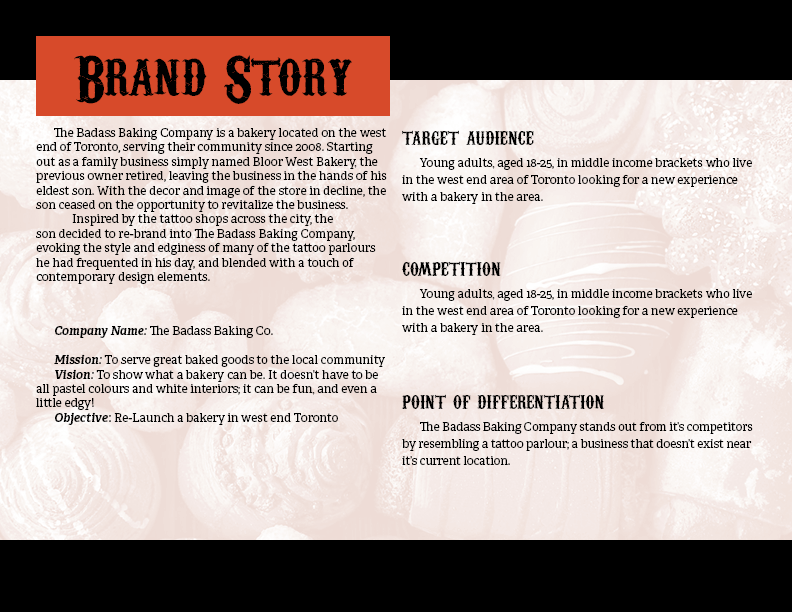 Brand Story
The Badass Baking Company is a bakery located on the west
end of Toronto, serving their community since 2008. Starting
out as a family business simply named Bloor West Bakery, the
previous owner retired, leaving the business in the hands of his
eldest son. With the decor and image of the store in decline, the
son ceased on the opportunity to revitalize the business.
Inspired by the tattoo shops across the city, the
son decided to re-brand into The Badass Baking Company,
evoking the style and edginess of many of the tattoo parlours
he had frequented in his day, and blended with a touch of
contemporary design elements.
Company Name: The Badass Baking Co.
Mission: To serve great baked goods to the local community
Vision: To show what a bakery can be. It doesn't have to be
all pastel colours and white interiors; it can be fun, and even a
little edgy!
Objective: Re-Launch a bakery in west end Toronto
TARGET AUDIENCE
Young adults, aged 18-25, in middle income brackets who live
in the west end area of Toronto looking for a new experience
with a bakery in the area.
COMPETITION
Young adults, aged 18-25, in middle income brackets who live
in the west end area of Toronto looking for a new experience
with a bakery in the area.
POINT OF DIFFERENTIATION
The Badass Baking Company stands out from it's competitors
by resembling a tattoo parlour; a business that doesn't exist near
it's current location.